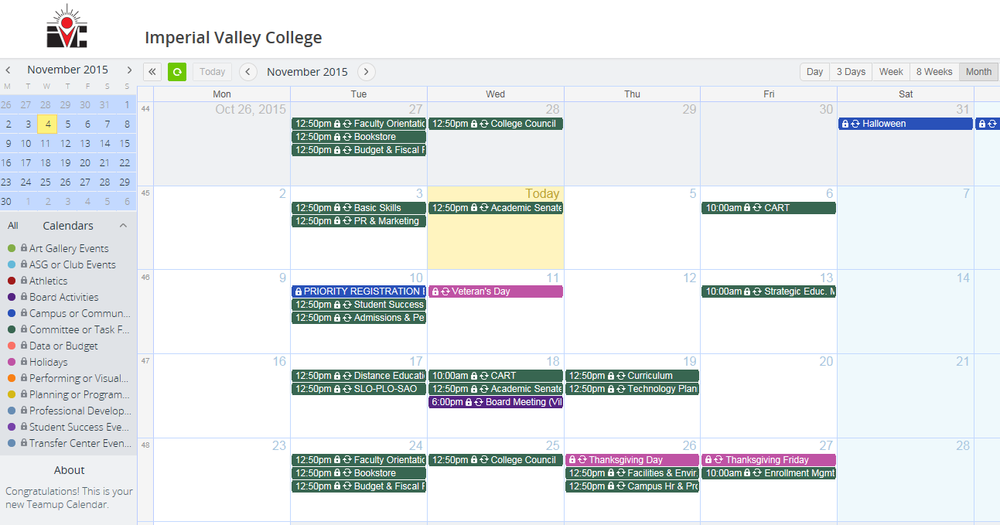 IVC
Imperial Valley College
November 2015
M T W T F S S
26 27 28 29 30 31 1
2 3 4 5 6 7 8
9 10 11 12 13 14 15
16 17 18 19 20 21 22
23 24 25 26 27 28 29
30 1 2 3 4 5 6
All Calendars
Art Gallery Events
ASG or Club Events
Athletics
Board Activities
Campus or Commun...
Committee or Task F...
Data or Budget
Holidays
Performing or Visual...
Planning or Program...
Professional Develop...
Student Success Eve...
Transfer Center Even...
About
Congratulations! This is your
new Teamup Calendar.
Today November 2015 Day 3 Days Week 8 Weeks Month
Mon Tue Wed Thu Fri Sat
44 Oct 26, 2015 27 28 29 30 31
12:50pm Faculty Orientatio 12:50pm College Council Halloween
12:50pm Bookstore
12:50pm Budget & Fiscal
45 2 3 Today 5 6 7
12:50pm Basic Skills 12:50pm Academic Senate 10:00am CART
12:50pm PR & Marketing
46 9 10 11 12 13 14
PRIORITY REGISTRATION Veteran's Day 10:00am Strategic Educ. M
12:50pm Student Success
12:50pm Admissions & Pe
47 16 17 18 19 20 21
12:50pm Distance Educati 10:00am CART 12:50pm Curriculum
12:50pm SLO-PLO-SAO 12:50pm Academic Senate 12:50pm Technology Plan
6:00pm Board Meeting (Vi
48 23 24 25 26 27 28
12:50pm Faculty Orientatio 12:50pm College Council Thanksgiving Day Thanksgiving Friday
12:50pm Bookstore 12:50pm Facilities & Envir. 10:00am Enrollment Mgmt
12:50pm Budget & Fiscal 12:50pm Campus Hr & Pro